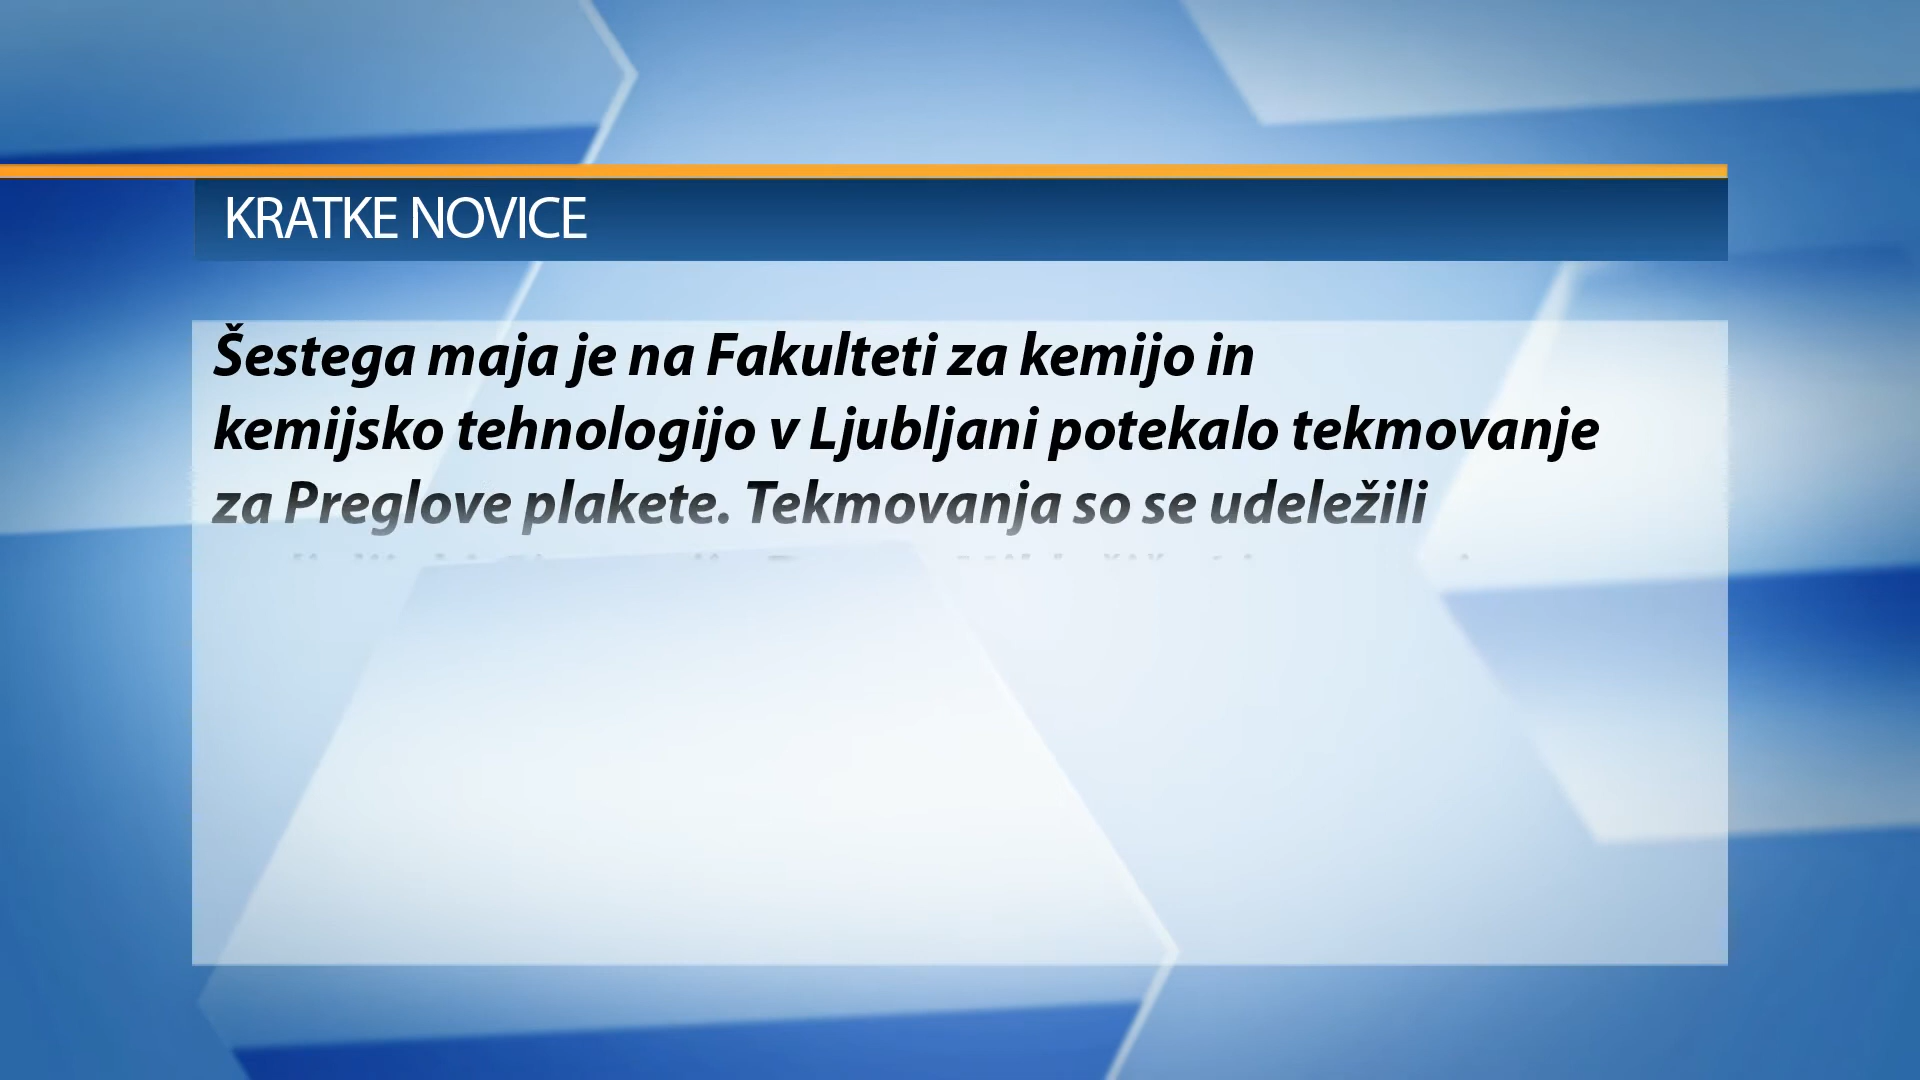 KRATKE NOVICE
Šestega maja je na Fakulteti za kemijo in
kemijsko tehnologijo v Ljubljani potekalo tekmovanje
za Preglove plakete. Tekmovanja so se udeležili